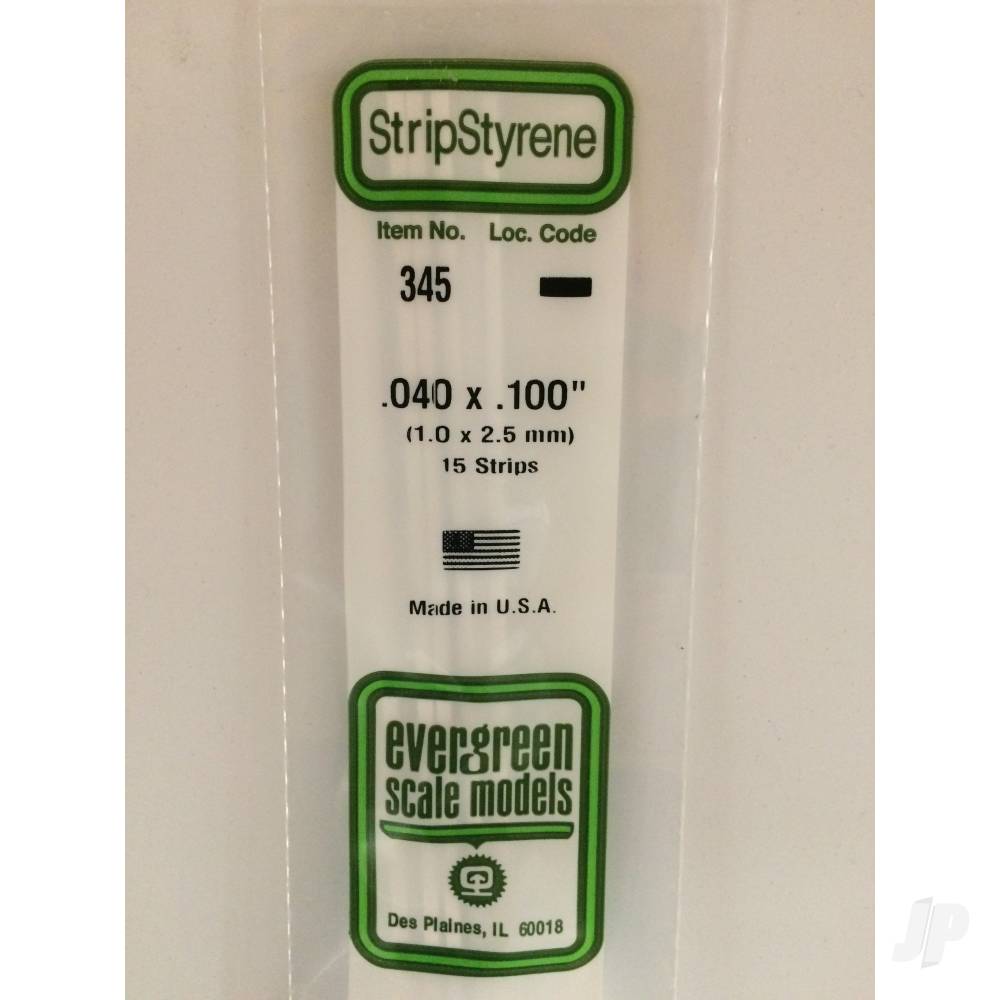 StripStyrene
Item No. Loc. Code
345
.040 x .100"
(1.0 x 2.5 mm)
15 Strips
Made in U.S.A.
evergreen
scale models
Des Plaines, IL 60018
JP